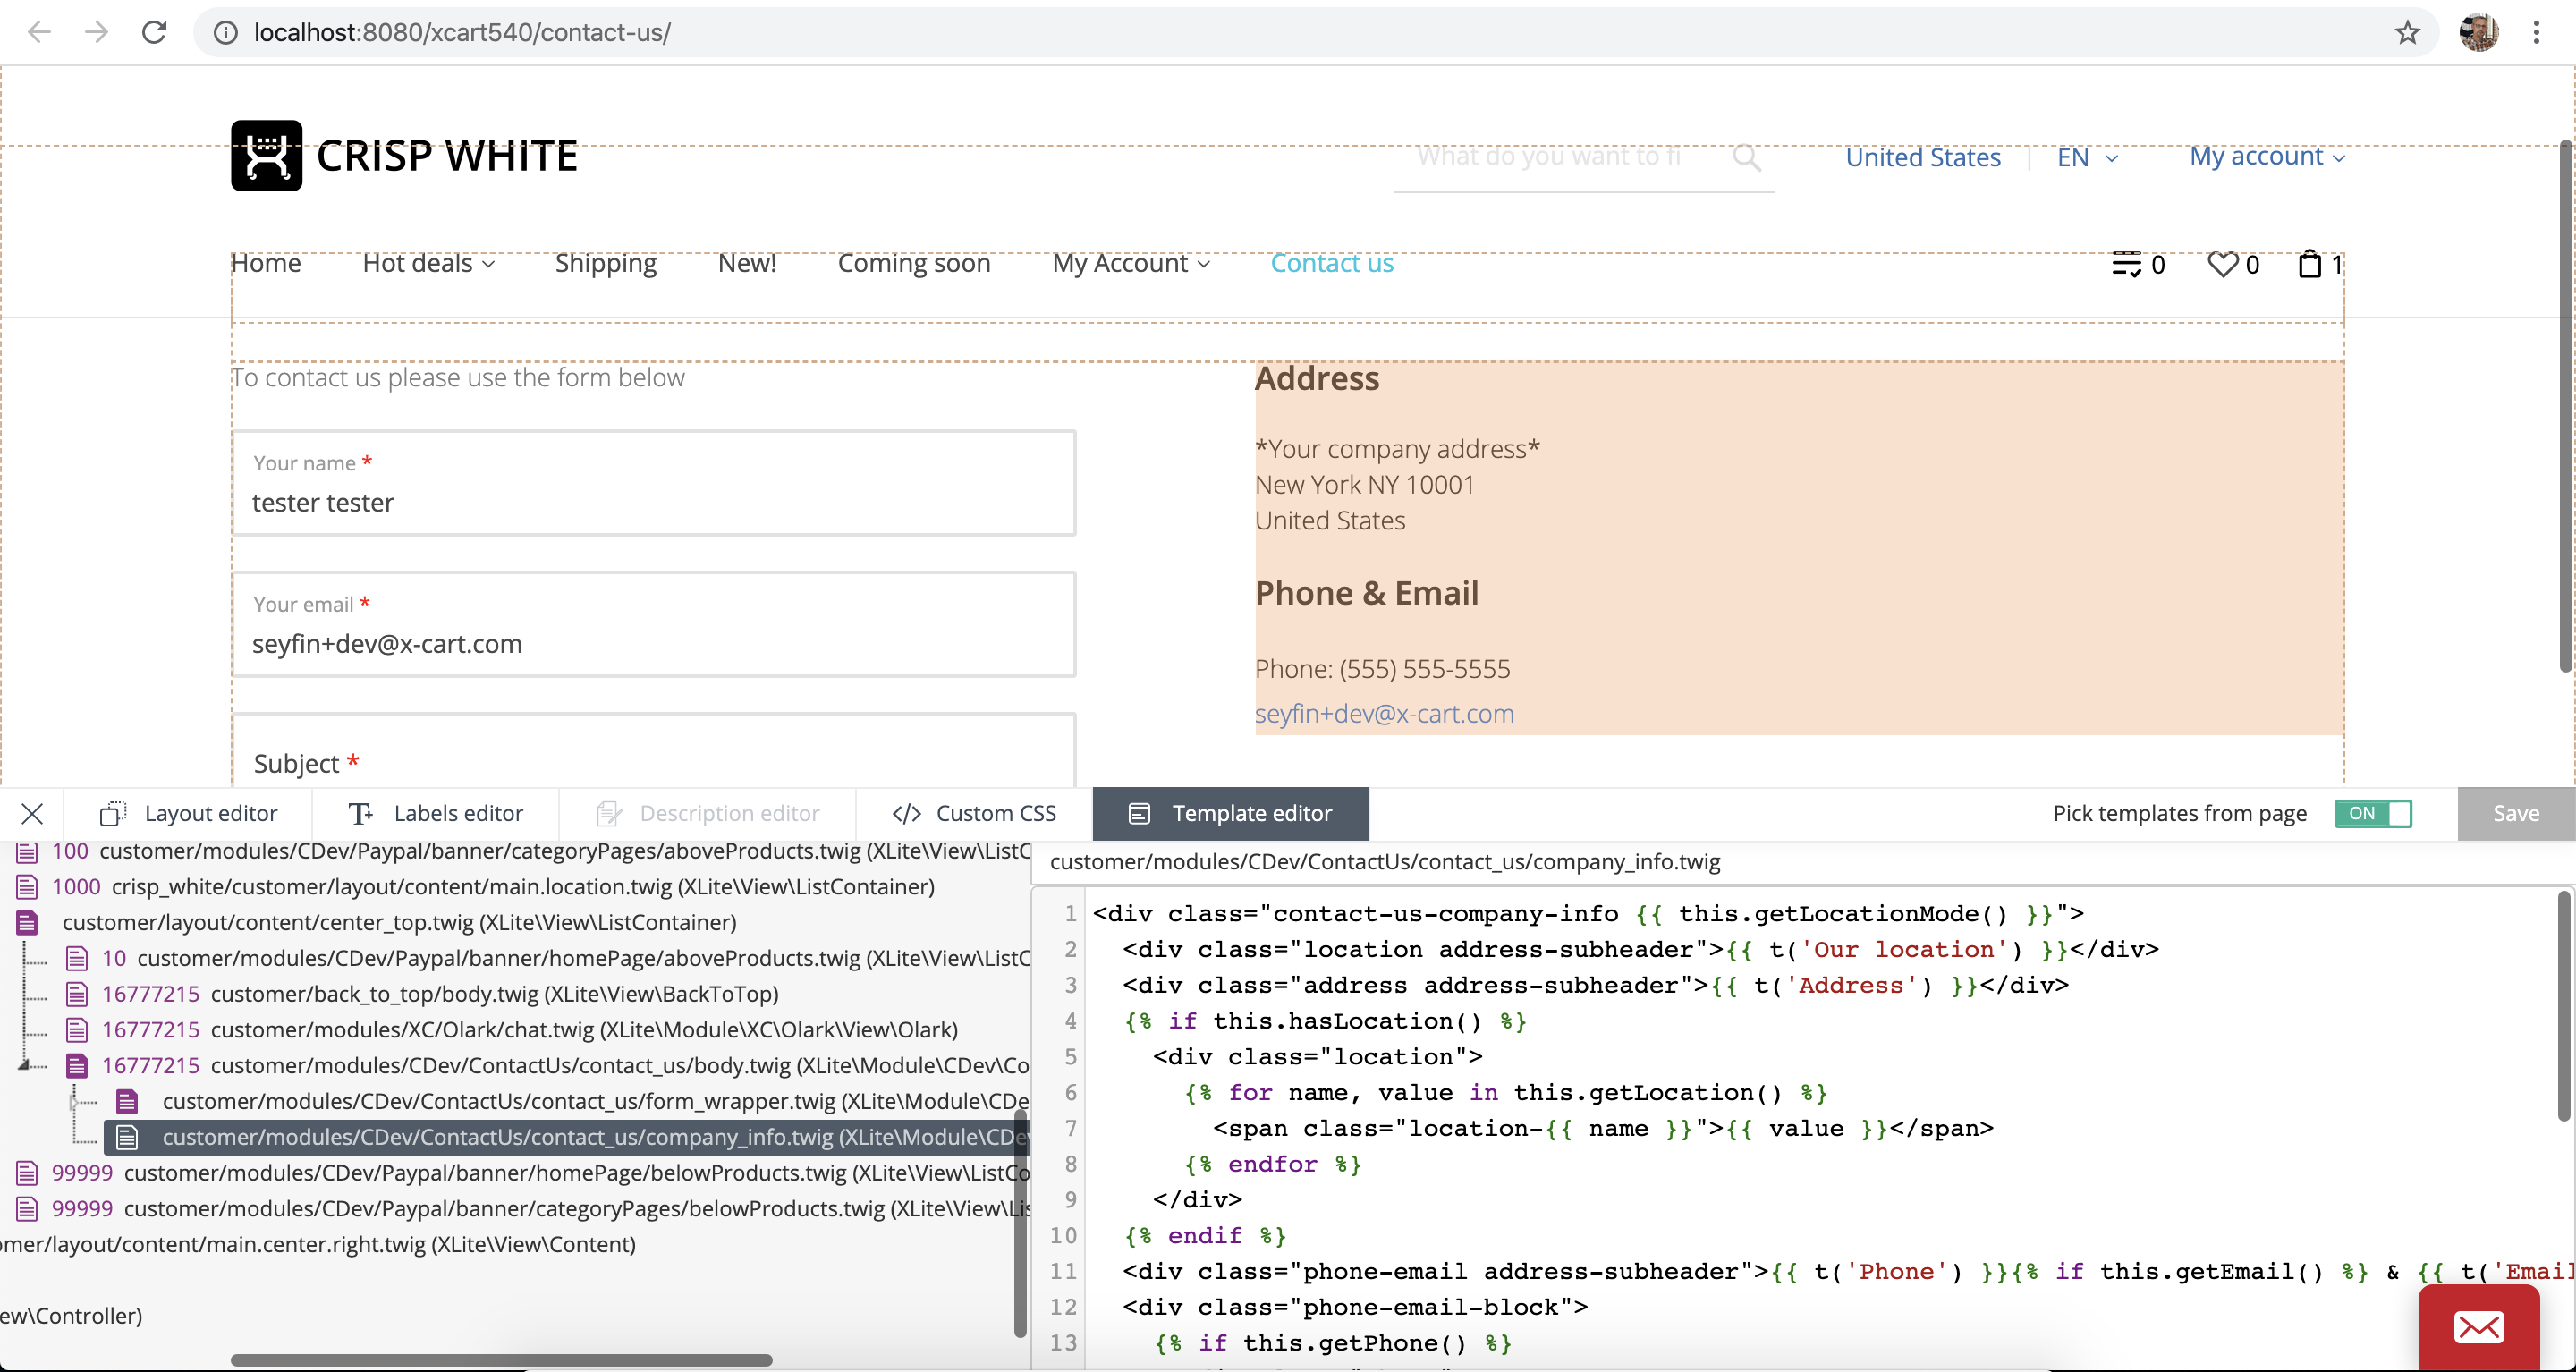 localhost:8080/xcart540/contact-us/
CRISP WHITE
What do you want to fi
United States
EN
My account
Home
Hot deals
Shipping
New!
Coming soon
My Account
Contact us
0
0
1
To contact us please use the form below
Your name *
tester tester
Your email *
seyfin+dev@x-cart.com
Subject *
Address
*Your company address*
New York NY 10001
United States
Phone & Email
Phone: (555) 555-5555
seyfin+dev@x-cart.com
Layout editor
Labels editor
Description editor
Custom CSS
Template editor
Pick templates from page
ON
Save
100 customer/modules/CDev/Paypal/banner/categoryPages/aboveProducts.twig (XLite\View\ListC
1000 crisp_white/customer/layout/content/main.location.twig (XLite\View\ListContainer)
customer/layout/content/center_top.twig (XLite\View\ListContainer)
10 customer/modules/CDev/Paypal/banner/homePage/aboveProducts.twig (XLite\View\ListC
16777215 customer/back_to_top/body.twig (XLite\View\BackToTop)
16777215 customer/modules/XC/Olark/chat.twig (XLite\Module\XC\Olark\View\Olark)
16777215 customer/modules/CDev/ContactUs/contact_us/body.twig (XLite\Module\CDev\Co
customer/modules/CDev/ContactUs/contact_us/form_wrapper.twig (XLite\Module\CDe
customer/modules/CDev/ContactUs/contact_us/company_info.twig (XLite\Module\CDev
99999 customer/modules/CDev/Paypal/banner/homePage/belowProducts.twig (XLite\View\ListCo
99999 customer/modules/CDev/Paypal/banner/categoryPages/belowProducts.twig (XLite\View\Lis
omer/layout/content/main.center.right.twig (XLite\View\Content)
ew\Controller)
customer/modules/CDev/ContactUs/contact_us/company_info.twig
1 <div class="contact-us-company-info {{ this.getLocationMode() }}">
2 <div class="location address-subheader">{{ t('Our location') }}</div>
3 <div class="address address-subheader">{{ t('Address') }}</div>
4 {% if this.hasLocation() %}
5 <div class="location">
6 {% for name, value in this.getLocation() %}
7 <span class="location-{{ name }}">{{ value }}</span>
8 {% endfor %}
9 </div>
10 {% endif %}
11 <div class="phone-email address-subheader">{{ t('Phone') }}{% if this.getEmail() %} & {{ t('Email
12 <div class="phone-email-block">
13 {% if this.getPhone() %}